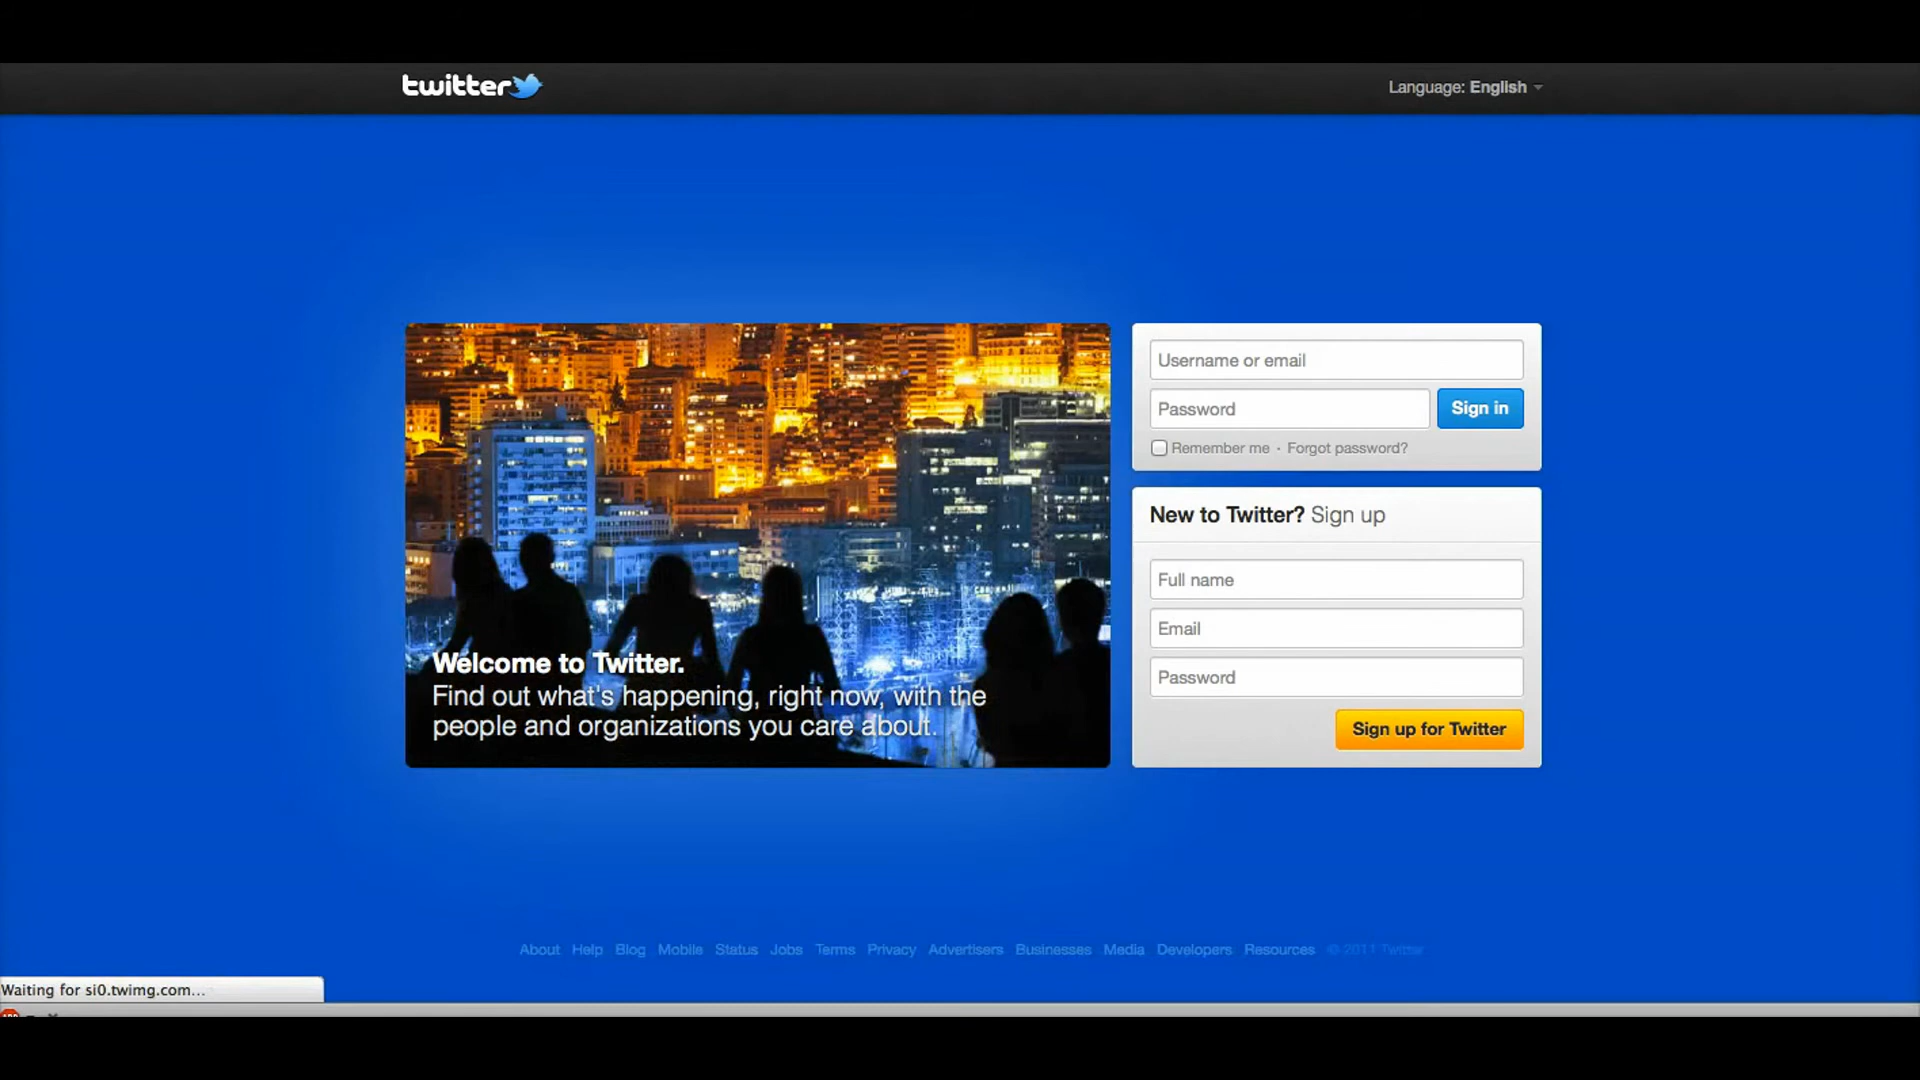 twitter
Language: English
Username or email
Password
Sign in
Remember me · Forgot password?
New to Twitter? Sign up
Full name
Email
Password
Sign up for Twitter
Welcome to Twitter.
Find out what's happening, right now, with the
people and organizations you care about.
About Help Blog Mobile Status Jobs Terms Privacy Advertisers Businesses Media Developers Resources © 2011 Twitter
Waiting for si0.twimg.com...